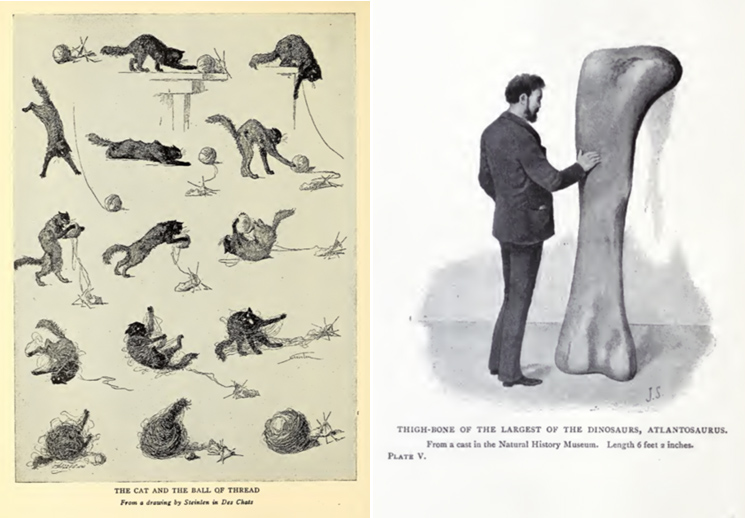 THE CAT AND THE BALL OF THREAD
From a drawing by Steinlen in Des Chats
J.S.
THIGH-BONE OF THE LARGEST OF THE DINOSAURS, ATLANTOSAURUS.
From a cast in the Natural History Museum. Length 6 feet 2 inches.
PLATE V.